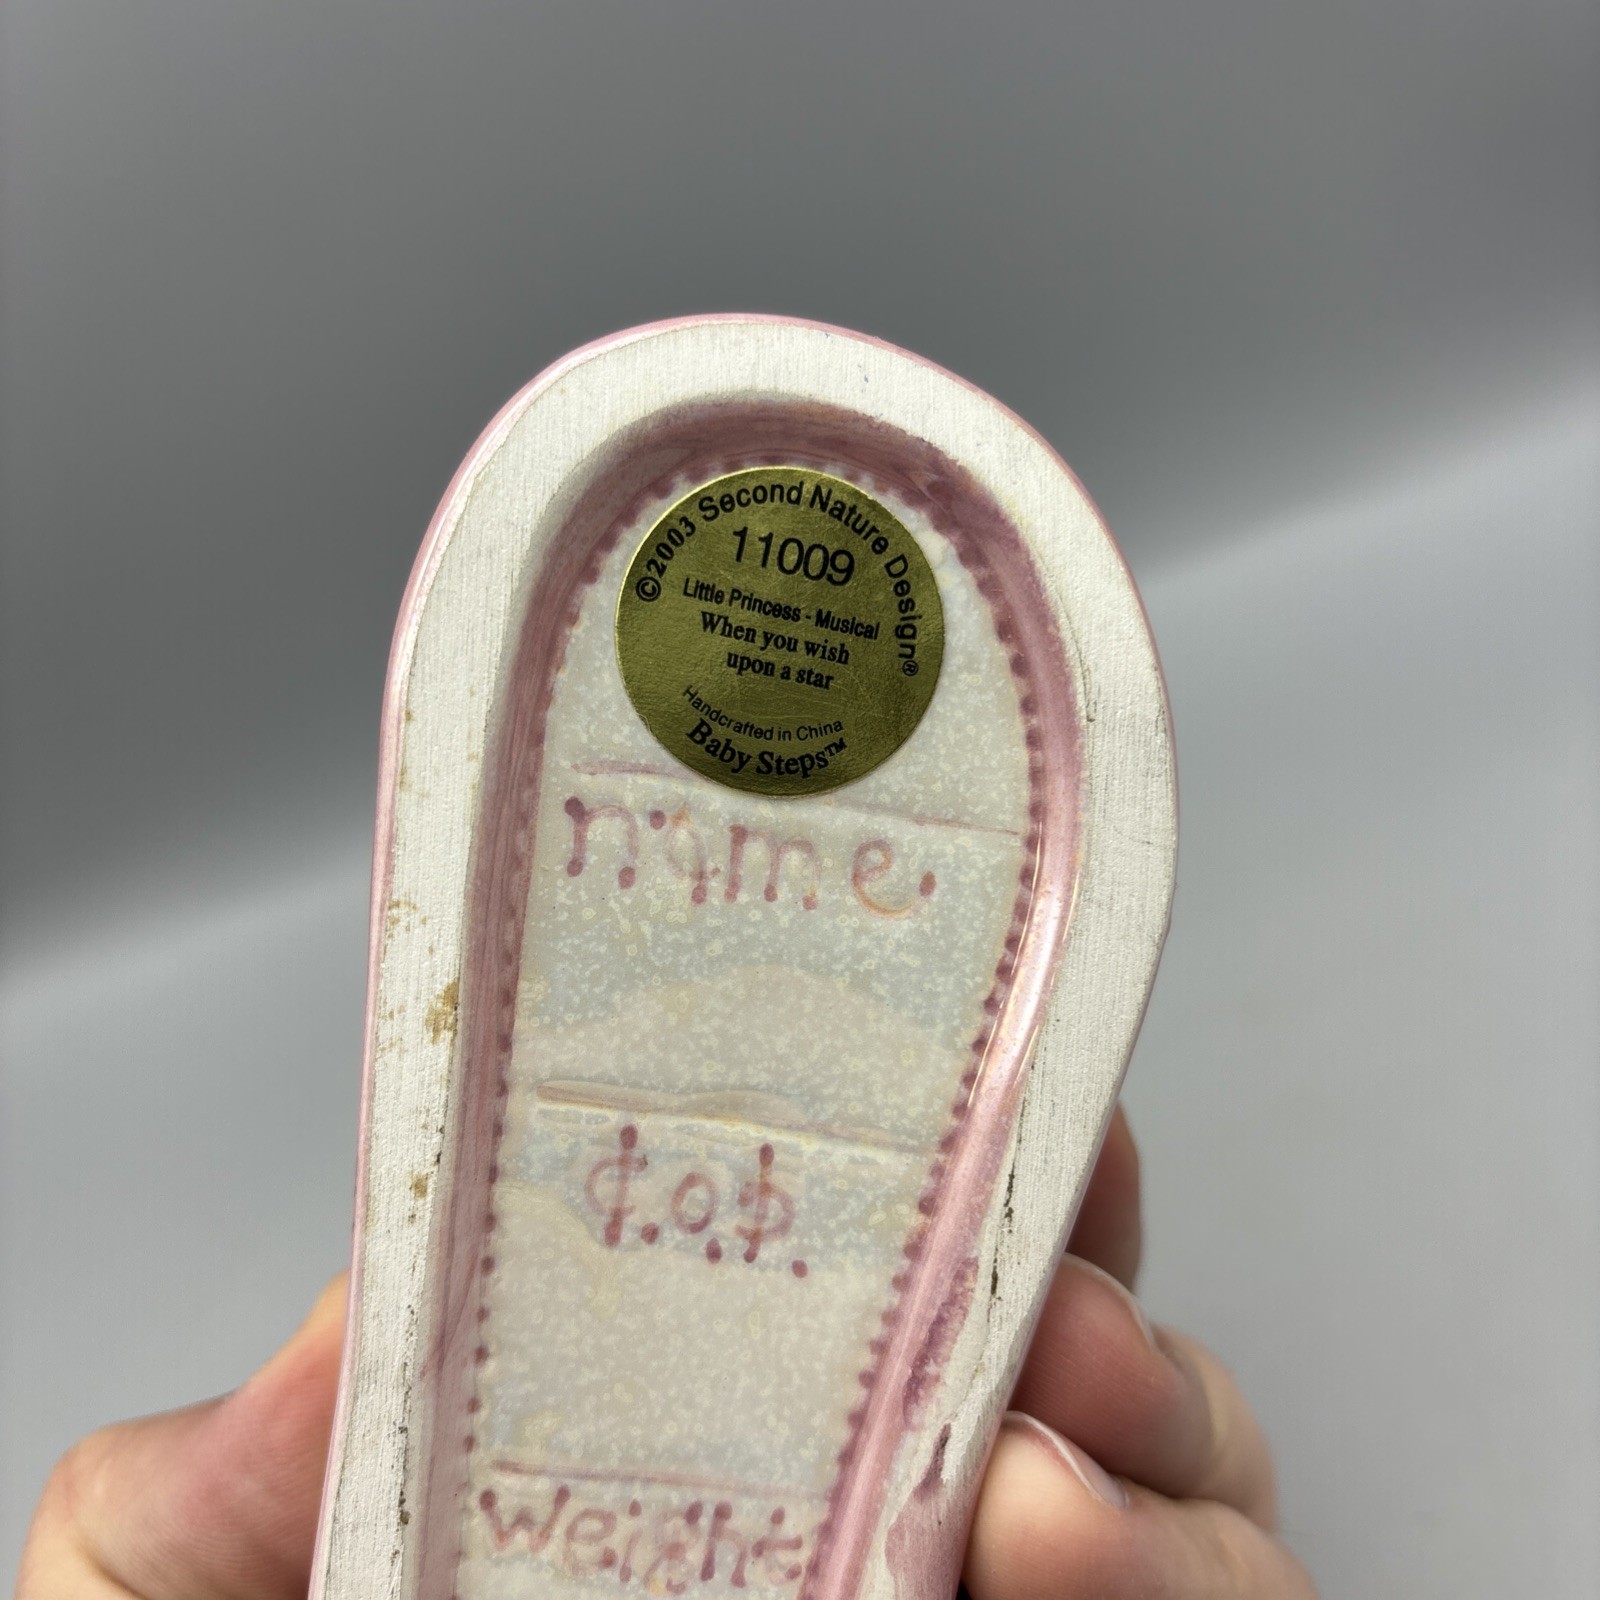 ©2003 Second Nature Design®
11009
Little Princess - Musical
When you wish
upon a star
Handcrafted in China
Baby Steps™
name
d.o.b.
weight